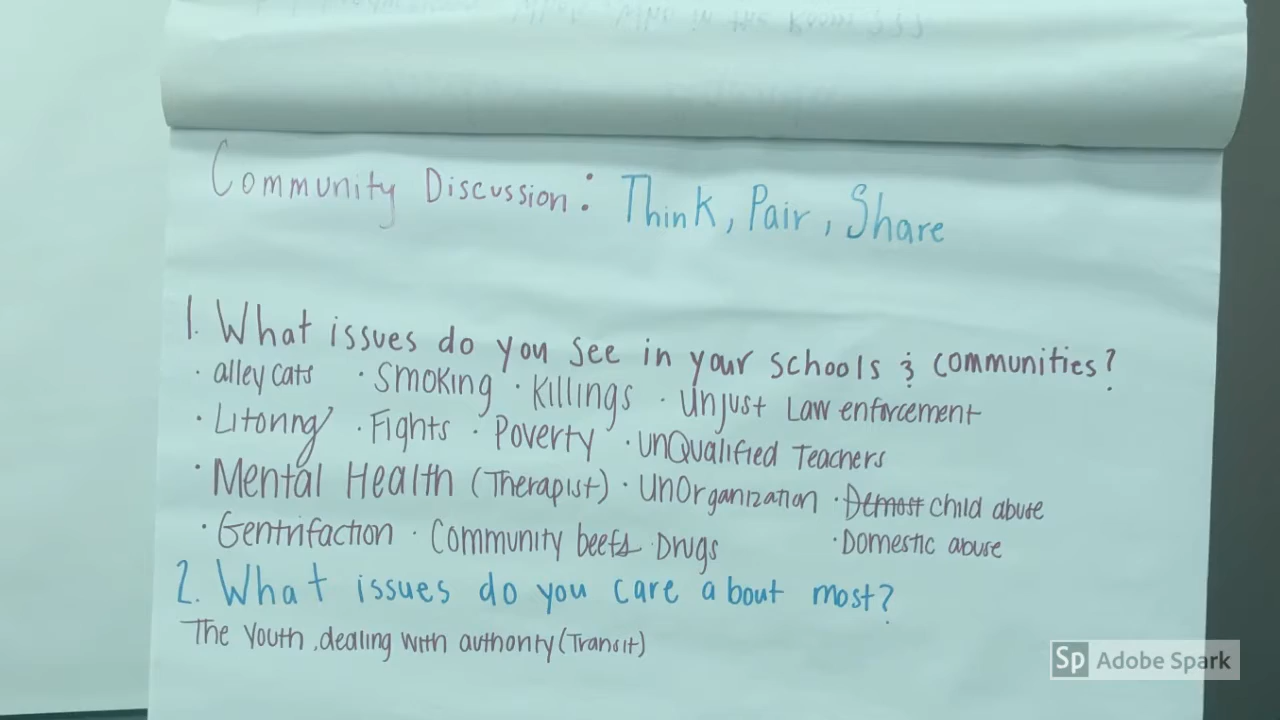 Community Discussion: Think, Pair, Share
1. What issues do you see in your schools & communities?
· alley cats · Smoking · Killings · Unjust Law enforcement
· Litonng · Fights · Poverty · UnQualified Teachers
· Mental Health (Therapist) · UnOrganization · Demost child abuse
· Gentrifaction · Community beefs · Drugs · Domestic abuse
2. What issues do you care about most?
The Youth, dealing with authority (Transit)
Sp Adobe Spark